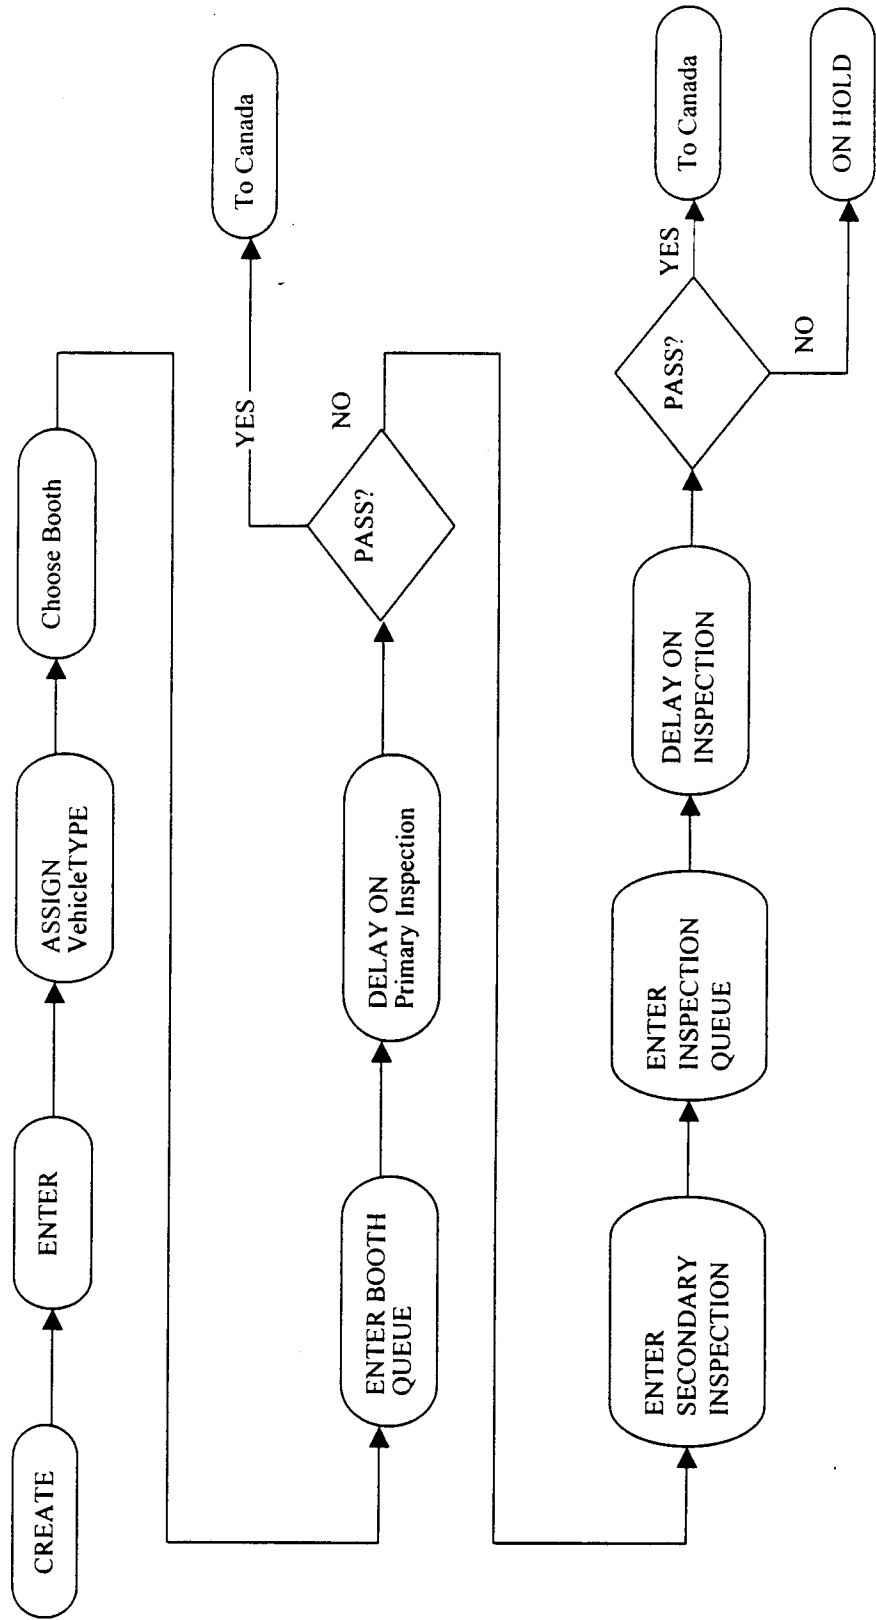 CREATE
ENTER
ASSIGN
VehicleTYPE
Choose Booth
ENTER BOOTH
QUEUE
DELAY ON
Primary Inspection
PASS?
YES
To Canada
NO
ENTER
SECONDARY
INSPECTION
ENTER
INSPECTION
QUEUE
DELAY ON
INSPECTION
PASS?
YES
To Canada
NO
ON HOLD